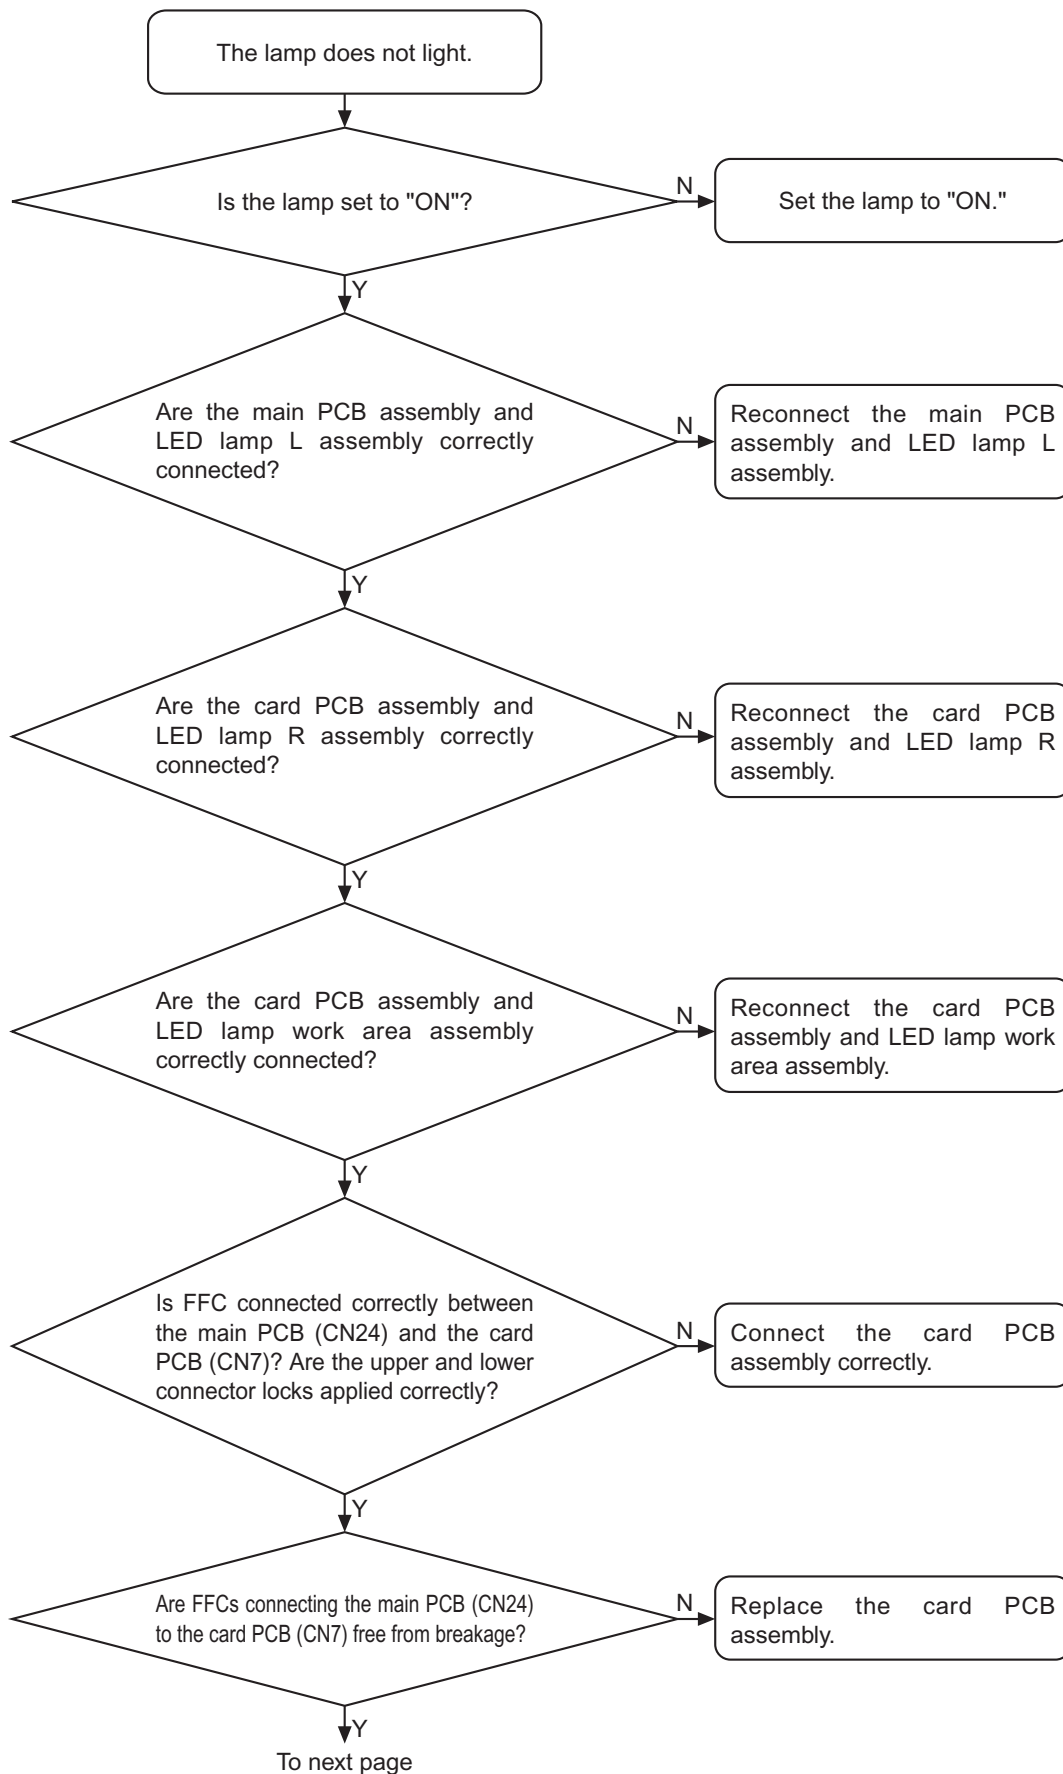 The lamp does not light.
Is the lamp set to "ON"?
N
Set the lamp to "ON."
Y
Are the main PCB assembly and
LED lamp L assembly correctly
connected?
N
Reconnect the main PCB
assembly and LED lamp L
assembly.
Y
Are the card PCB assembly and
LED lamp R assembly correctly
connected?
N
Reconnect the card PCB
assembly and LED lamp R
assembly.
Y
Are the card PCB assembly and
LED lamp work area assembly
correctly connected?
N
Reconnect the card PCB
assembly and LED lamp work
area assembly.
Y
Is FFC connected correctly between
the main PCB (CN24) and the card
PCB (CN7)? Are the upper and lower
connector locks applied correctly?
N
Connect the card PCB
assembly correctly.
Y
Are FFCs connecting the main PCB (CN24)
to the card PCB (CN7) free from breakage?
N
Replace the card PCB
assembly.
Y
To next page